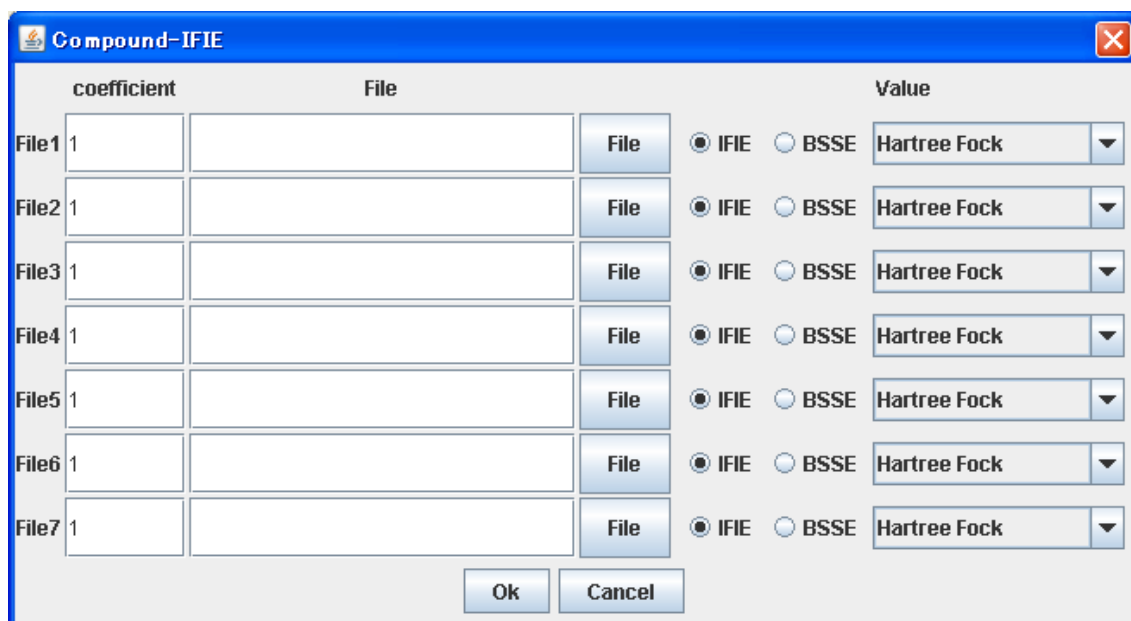 Compound-IFIE
coefficient File Value
File1 1 File IFIE BSSE Hartree Fock
File2 1 File IFIE BSSE Hartree Fock
File3 1 File IFIE BSSE Hartree Fock
File4 1 File IFIE BSSE Hartree Fock
File5 1 File IFIE BSSE Hartree Fock
File6 1 File IFIE BSSE Hartree Fock
File7 1 File IFIE BSSE Hartree Fock
Ok Cancel